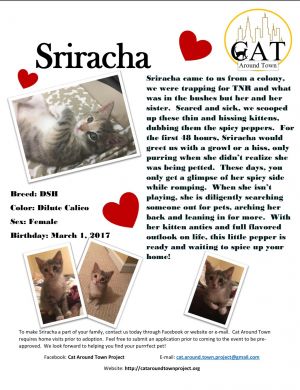 Sriracha
CAT
Around Town
Sriracha came to us from a colony,
we were trapping for TNR and what
was in the bushes but her and her
sister. Scared and sick, we scooped
up these thin and hissing kittens,
dubbing them the spicy peppers. For
the first 48 hours, Sriracha would
greet us with a growl or a hiss, only
purring when she didn't realize she
was being petted. These days, you
only get a glimpse of her spicy side
while romping. When she isn't
playing, she is diligently searching
someone out for pets, arching her
back and leaning in for more. With
her kitten antics and full flavored
outlook on life, this little pepper is
ready and waiting to spice up your
home!
Breed: DSH
Color: Dilute Calico
Sex: Female
Birthday: March 1, 2017
To make Sriracha a part of your family, contact us today through Facebook or website or e-mail. Cat Around Town
requires home visits prior to adoption. Feel free to submit an application prior to coming to the event to be pre-
approved. We look forward to helping you find your purrfect pet!
Facebook: Cat Around Town Project E-mail: cat.around.town.project@gmail.com
Website: http://cataroundtownproject.org